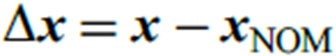 Δx = x − x_NOM